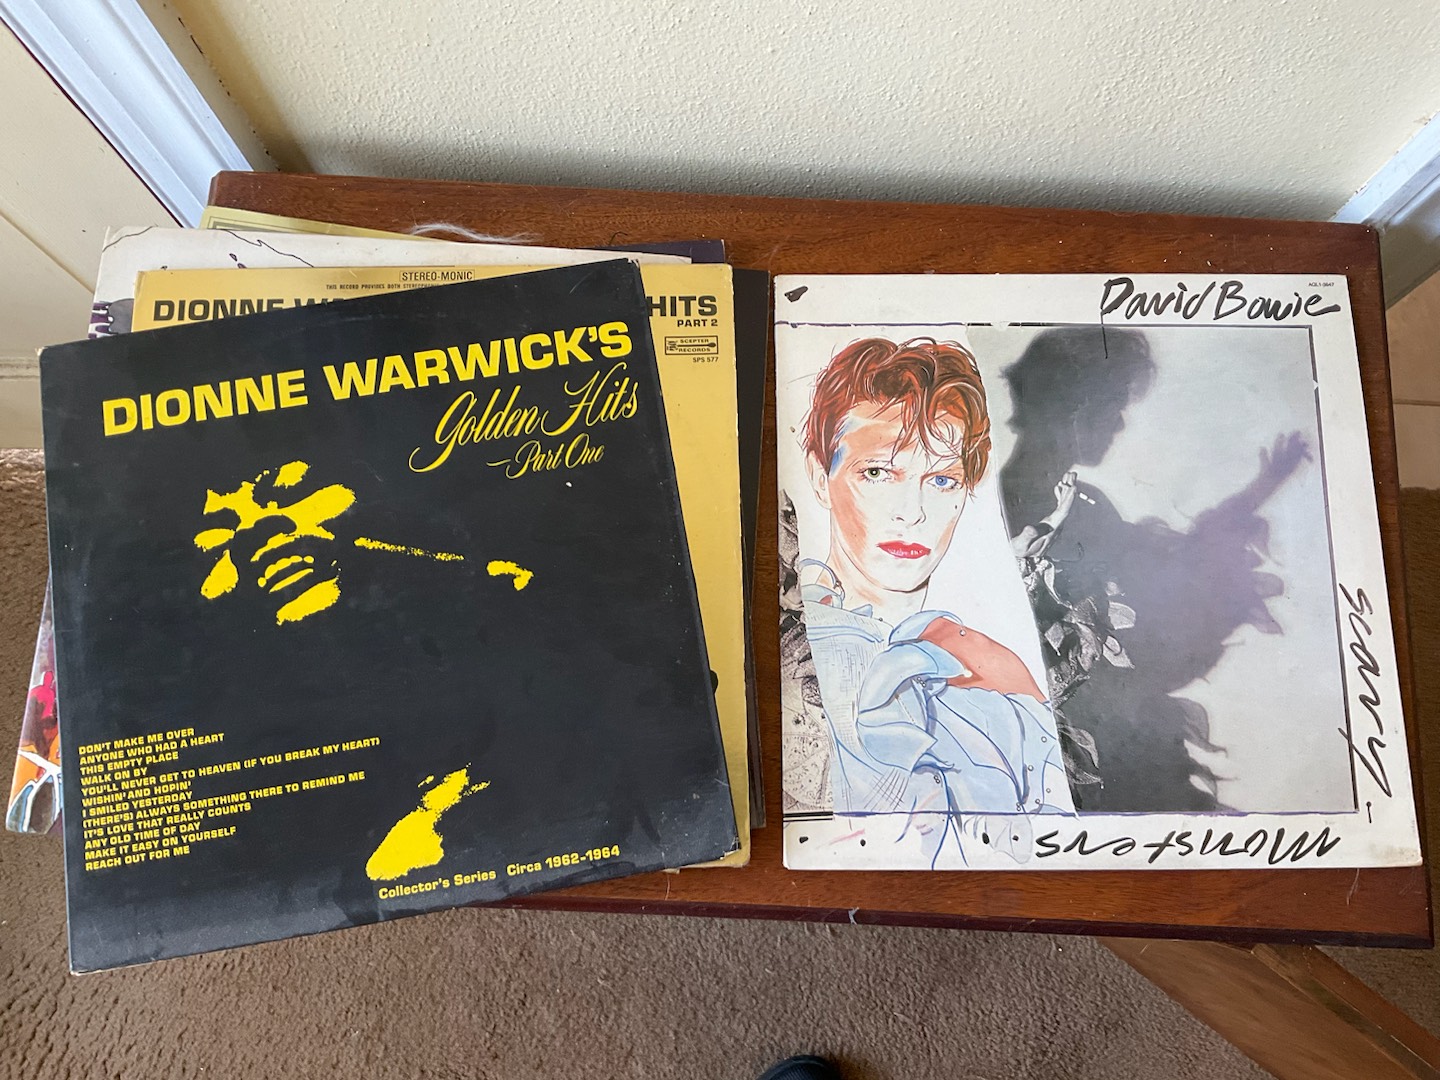 STEREO-MONIC
DIONNE
HITS
PART 2
SCEPTER
RECORDS
SPS 577
DIONNE WARWICK'S
Golden Hits
—Part One
DON'T MAKE ME OVER
ANYONE WHO HAD A HEART
THIS EMPTY PLACE
WALK ON BY
YOU'LL NEVER GET TO HEAVEN (IF YOU BREAK MY HEART)
WISHIN' AND HOPIN'
I SMILED YESTERDAY
(THERE'S) ALWAYS SOMETHING THERE TO REMIND ME
IT'S LOVE THAT REALLY COUNTS
ANY OLD TIME OF DAY
MAKE IT EASY ON YOURSELF
REACH OUT FOR ME
Collector's Series Circa 1962-1964
David Bowie
scary
monsters